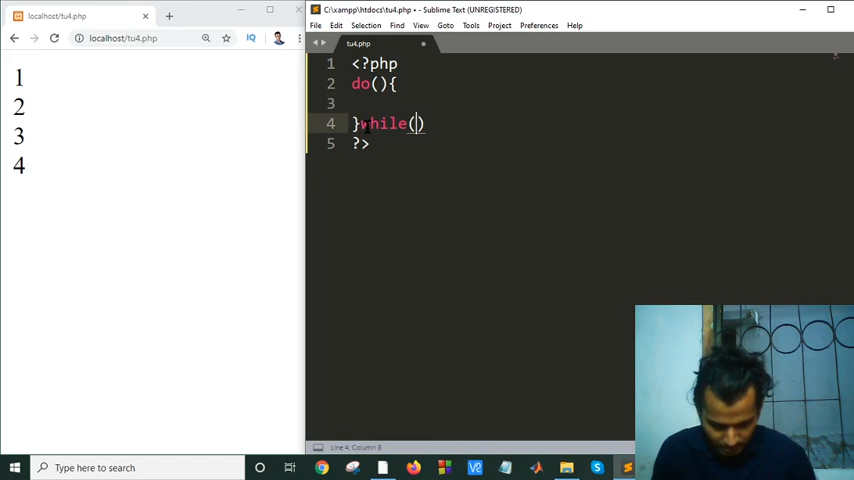 localhost/tu4.php
localhost/tu4.php
IQ
1
2
3
4
C:\xampp\htdocs\tu4.php • - Sublime Text (UNREGISTERED)
File Edit Selection Find View Goto Tools Project Preferences Help
tu4.php
1 <?php
2 do(){
3
4 }while()
5 ?>
Line 4, Column 8
Type here to search